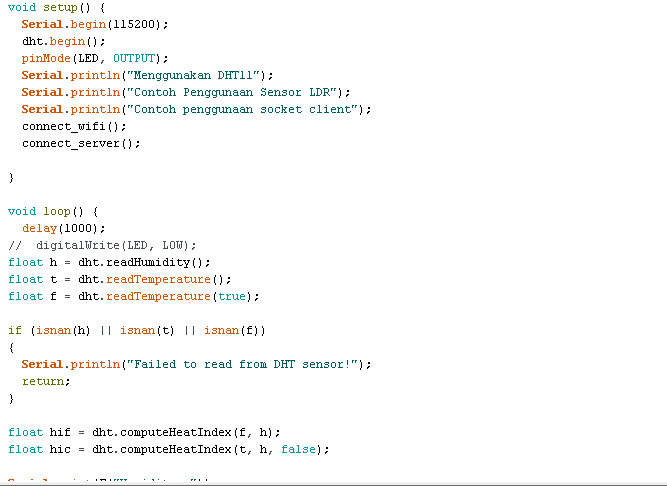 void setup() {
  Serial.begin(115200);
  dht.begin();
  pinMode(LED, OUTPUT);
  Serial.println("Menggunakan DHT11");
  Serial.println("Contoh Penggunaan Sensor LDR");
  Serial.println("Contoh penggunaan socket client");
  connect_wifi();
  connect_server();

}

void loop() {
  delay(1000);
//  digitalWrite(LED, LOW);
float h = dht.readHumidity();
float t = dht.readTemperature();
float f = dht.readTemperature(true);

if (isnan(h) || isnan(t) || isnan(f))
{
  Serial.println("Failed to read from DHT sensor!");
  return;
}

float hif = dht.computeHeatIndex(f, h);
float hic = dht.computeHeatIndex(t, h, false);